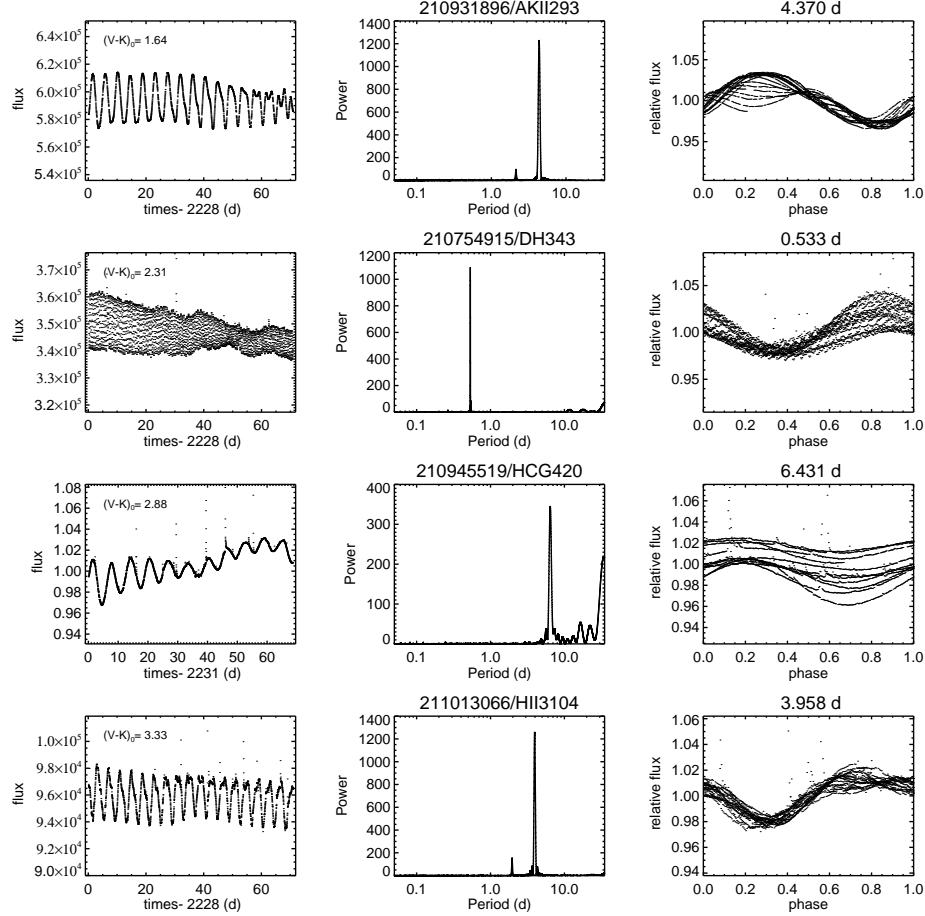 210931896/AKII293
4.370 d
(V-K)₀= 1.64
6.4×10⁵
6.2×10⁵
6.0×10⁵
5.8×10⁵
5.6×10⁵
5.4×10⁵
flux
0 20 40 60
times- 2228 (d)
1400
1200
1000
800
600
400
200
0
Power
0.1 1.0 10.0
Period (d)
1.05
1.00
0.95
relative flux
0.0 0.2 0.4 0.6 0.8 1.0
phase
210754915/DH343
0.533 d
(V-K)₀= 2.31
3.7×10⁵
3.6×10⁵
3.5×10⁵
3.4×10⁵
3.3×10⁵
3.2×10⁵
flux
0 20 40 60
times- 2228 (d)
1200
1000
800
600
400
200
0
Power
0.1 1.0 10.0
Period (d)
1.05
1.00
0.95
relative flux
0.0 0.2 0.4 0.6 0.8 1.0
phase
210945519/HCG420
6.431 d
(V-K)₀= 2.88
1.08
1.06
1.04
1.02
1.00
0.98
0.96
0.94
flux
0 10 20 30 40 50 60
times- 2231 (d)
400
300
200
100
0
Power
0.1 1.0 10.0
Period (d)
1.06
1.04
1.02
1.00
0.98
0.96
0.94
relative flux
0.0 0.2 0.4 0.6 0.8 1.0
phase
211013066/HII3104
3.958 d
(V-K)₀= 3.33
1.0×10⁵
9.8×10⁴
9.6×10⁴
9.4×10⁴
9.2×10⁴
9.0×10⁴
flux
0 20 40 60
times- 2228 (d)
1400
1200
1000
800
600
400
200
0
Power
0.1 1.0 10.0
Period (d)
1.06
1.04
1.02
1.00
0.98
0.96
0.94
relative flux
0.0 0.2 0.4 0.6 0.8 1.0
phase